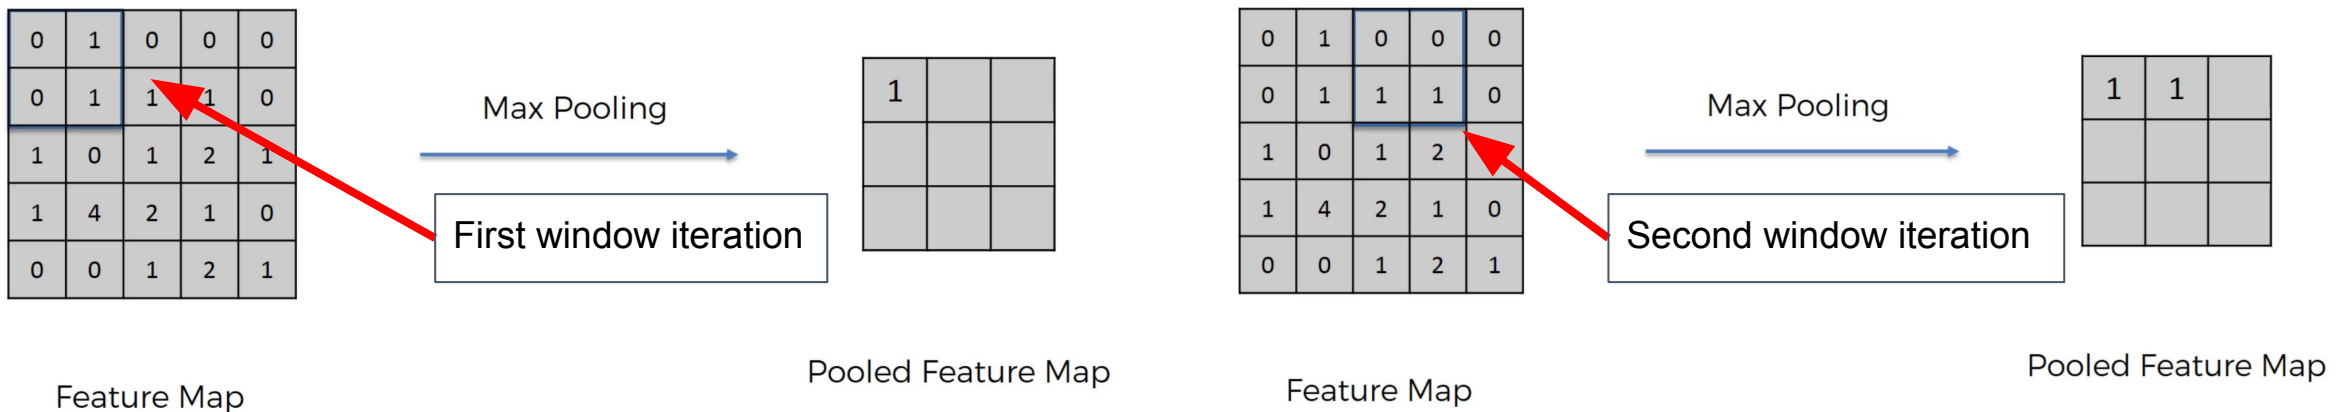 0 1 0 0 0
0 1 1 1 0
1 0 1 2 1
1 4 2 1 0
0 0 1 2 1
Feature Map
Max Pooling
First window iteration
1
Pooled Feature Map
0 1 0 0 0
0 1 1 1 0
1 0 1 2
1 4 2 1 0
0 0 1 2 1
Feature Map
Max Pooling
Second window iteration
1 1
Pooled Feature Map